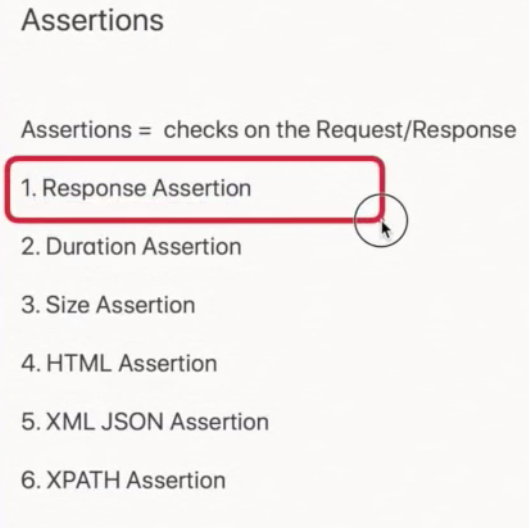 Assertions
Assertions = checks on the Request/Response
1. Response Assertion
2. Duration Assertion
3. Size Assertion
4. HTML Assertion
5. XML JSON Assertion
6. XPATH Assertion